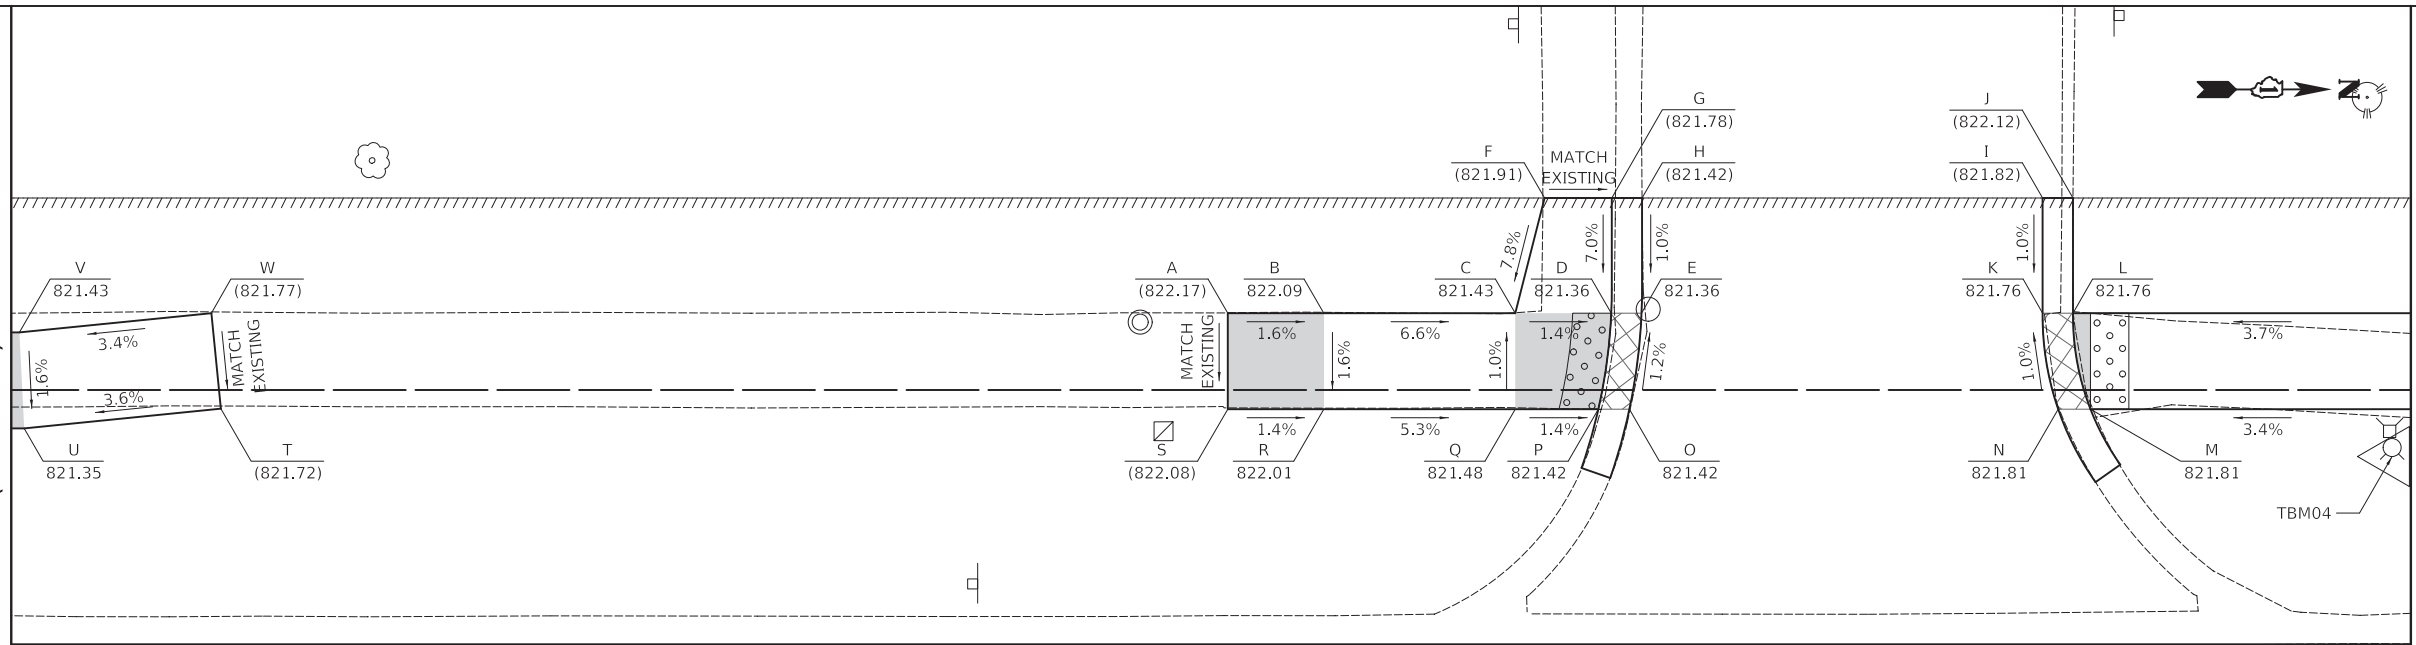 G
(821.78)
J
(822.12)
N
1
F
(821.91)
MATCH
EXISTING
H
(821.42)
I
(821.82)
7.8%
7.0%
1.0%
1.0%
V
821.43
W
(821.77)
A
(822.17)
B
822.09
C
821.43
D
821.36
E
821.36
K
821.76
L
821.76
3.4%
MATCH
EXISTING
1.6%
3.6%
MATCH
EXISTING
1.6%
6.6%
1.4%
1.6%
1.0%
1.2%
1.0%
3.7%
1.4%
5.3%
1.4%
3.4%
U
821.35
T
(821.72)
S
(822.08)
R
822.01
Q
821.48
P
821.42
O
821.42
N
821.81
M
821.81
TBM04